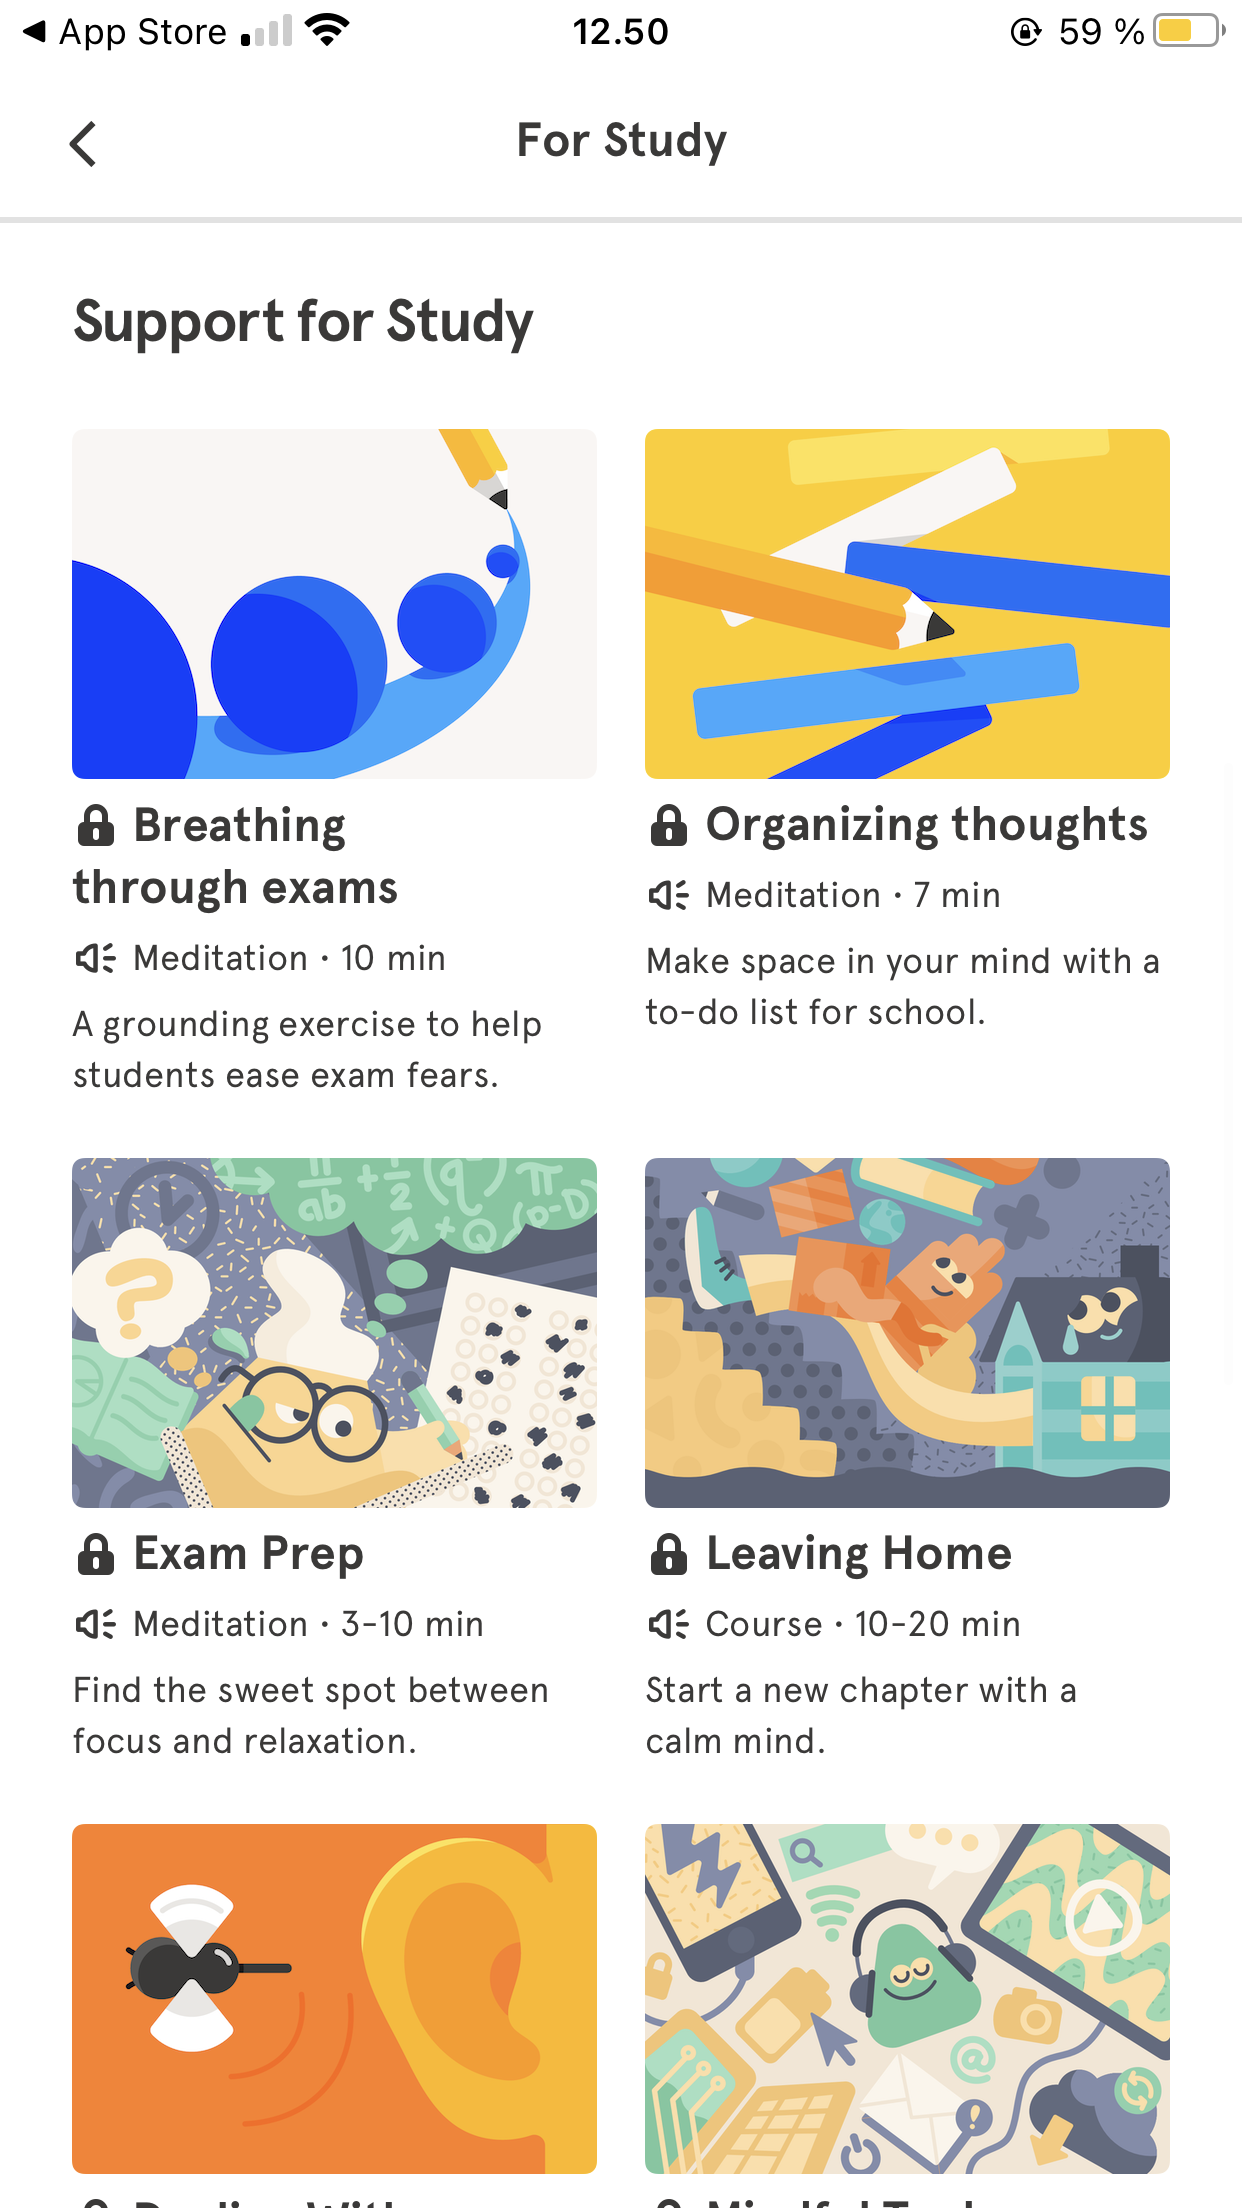 App Store
12.50
59 %
For Study
Support for Study
Breathing
through exams
Meditation · 10 min
A grounding exercise to help
students ease exam fears.
Organizing thoughts
Meditation · 7 min
Make space in your mind with a
to-do list for school.
Exam Prep
Meditation · 3-10 min
Find the sweet spot between
focus and relaxation.
Leaving Home
Course · 10-20 min
Start a new chapter with a
calm mind.